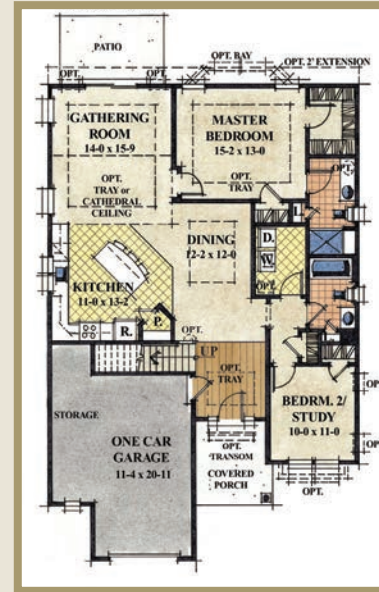 PATIO
OPT. BAY
OPT. 2' EXTENSION
OPT.
OPT.
GATHERING
ROOM
14-0 x 15-9
MASTER
BEDROOM
15-2 x 13-0
OPT.
TRAY
OPT.
OPT.
TRAY or
CATHEDRAL
CEILING
L.
DINING
12-2 x 12-0
D.
W.
OPT.
KITCHEN
11-0 x 13-2
P.
R.
OPT.
UP
OPT.
TRAY
BEDRM. 2/
STUDY
10-0 x 11-0
OPT.
OPT.
OPT.
STORAGE
ONE CAR
GARAGE
11-4 x 20-11
OPT.
TRANSOM
COVERED
PORCH